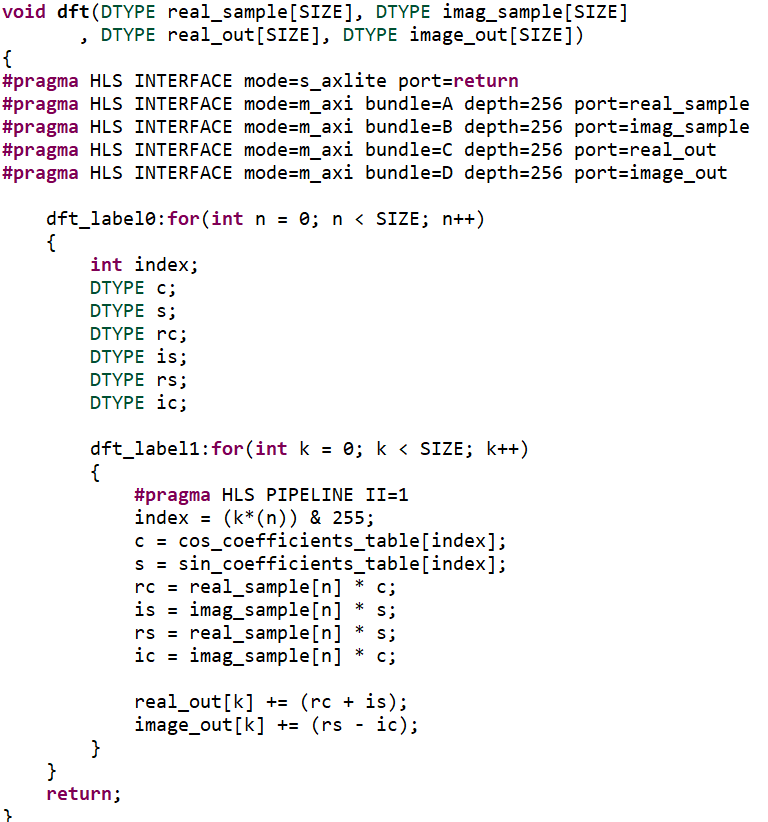 void dft(DTYPE real_sample[SIZE], DTYPE imag_sample[SIZE]
       , DTYPE real_out[SIZE], DTYPE image_out[SIZE])
{
#pragma HLS INTERFACE mode=s_axlite port=return
#pragma HLS INTERFACE mode=m_axi bundle=A depth=256 port=real_sample
#pragma HLS INTERFACE mode=m_axi bundle=B depth=256 port=imag_sample
#pragma HLS INTERFACE mode=m_axi bundle=C depth=256 port=real_out
#pragma HLS INTERFACE mode=m_axi bundle=D depth=256 port=image_out

    dft_label0:for(int n = 0; n < SIZE; n++)
    {
        int index;
        DTYPE c;
        DTYPE s;
        DTYPE rc;
        DTYPE is;
        DTYPE rs;
        DTYPE ic;

        dft_label1:for(int k = 0; k < SIZE; k++)
        {
            #pragma HLS PIPELINE II=1
            index = (k*(n)) & 255;
            c = cos_coefficients_table[index];
            s = sin_coefficients_table[index];
            rc = real_sample[n] * c;
            is = imag_sample[n] * s;
            rs = real_sample[n] * s;
            ic = imag_sample[n] * c;

            real_out[k] += (rc + is);
            image_out[k] += (rs - ic);
        }
    }
    return;
}